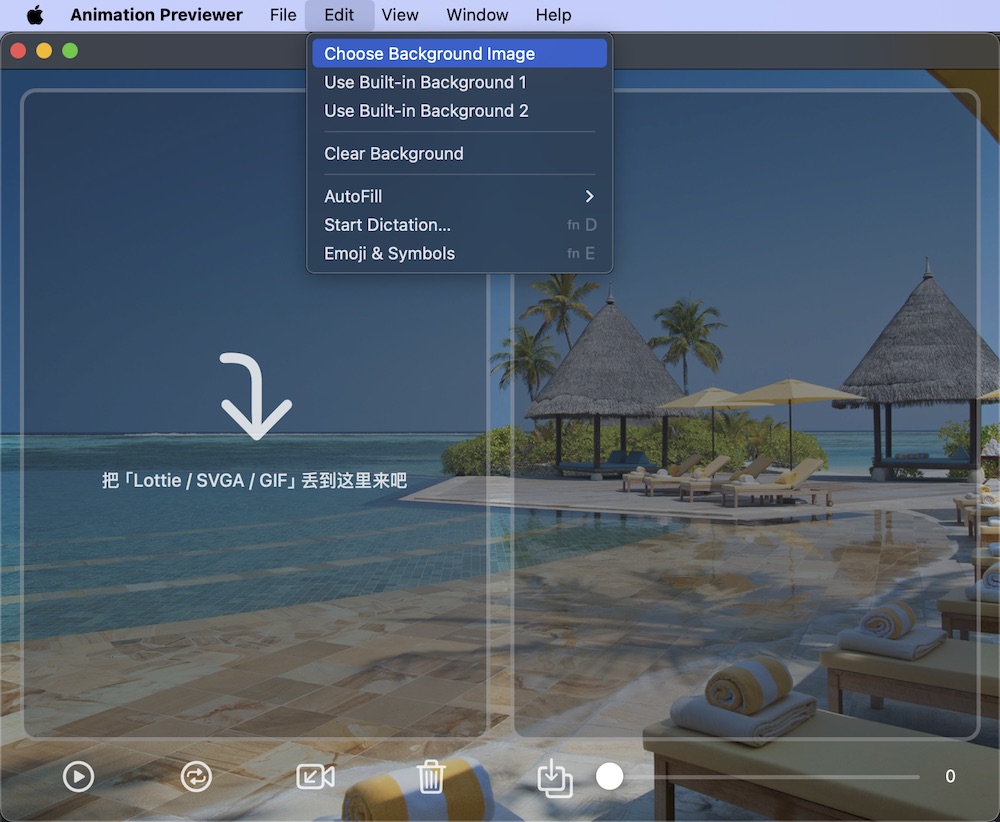 Animation Previewer File Edit View Window Help
Choose Background Image
Use Built-in Background 1
Use Built-in Background 2
Clear Background
AutoFill
Start Dictation... fn D
Emoji & Symbols fn E
把「Lottie / SVGA / GIF」丢到这里来吧
0